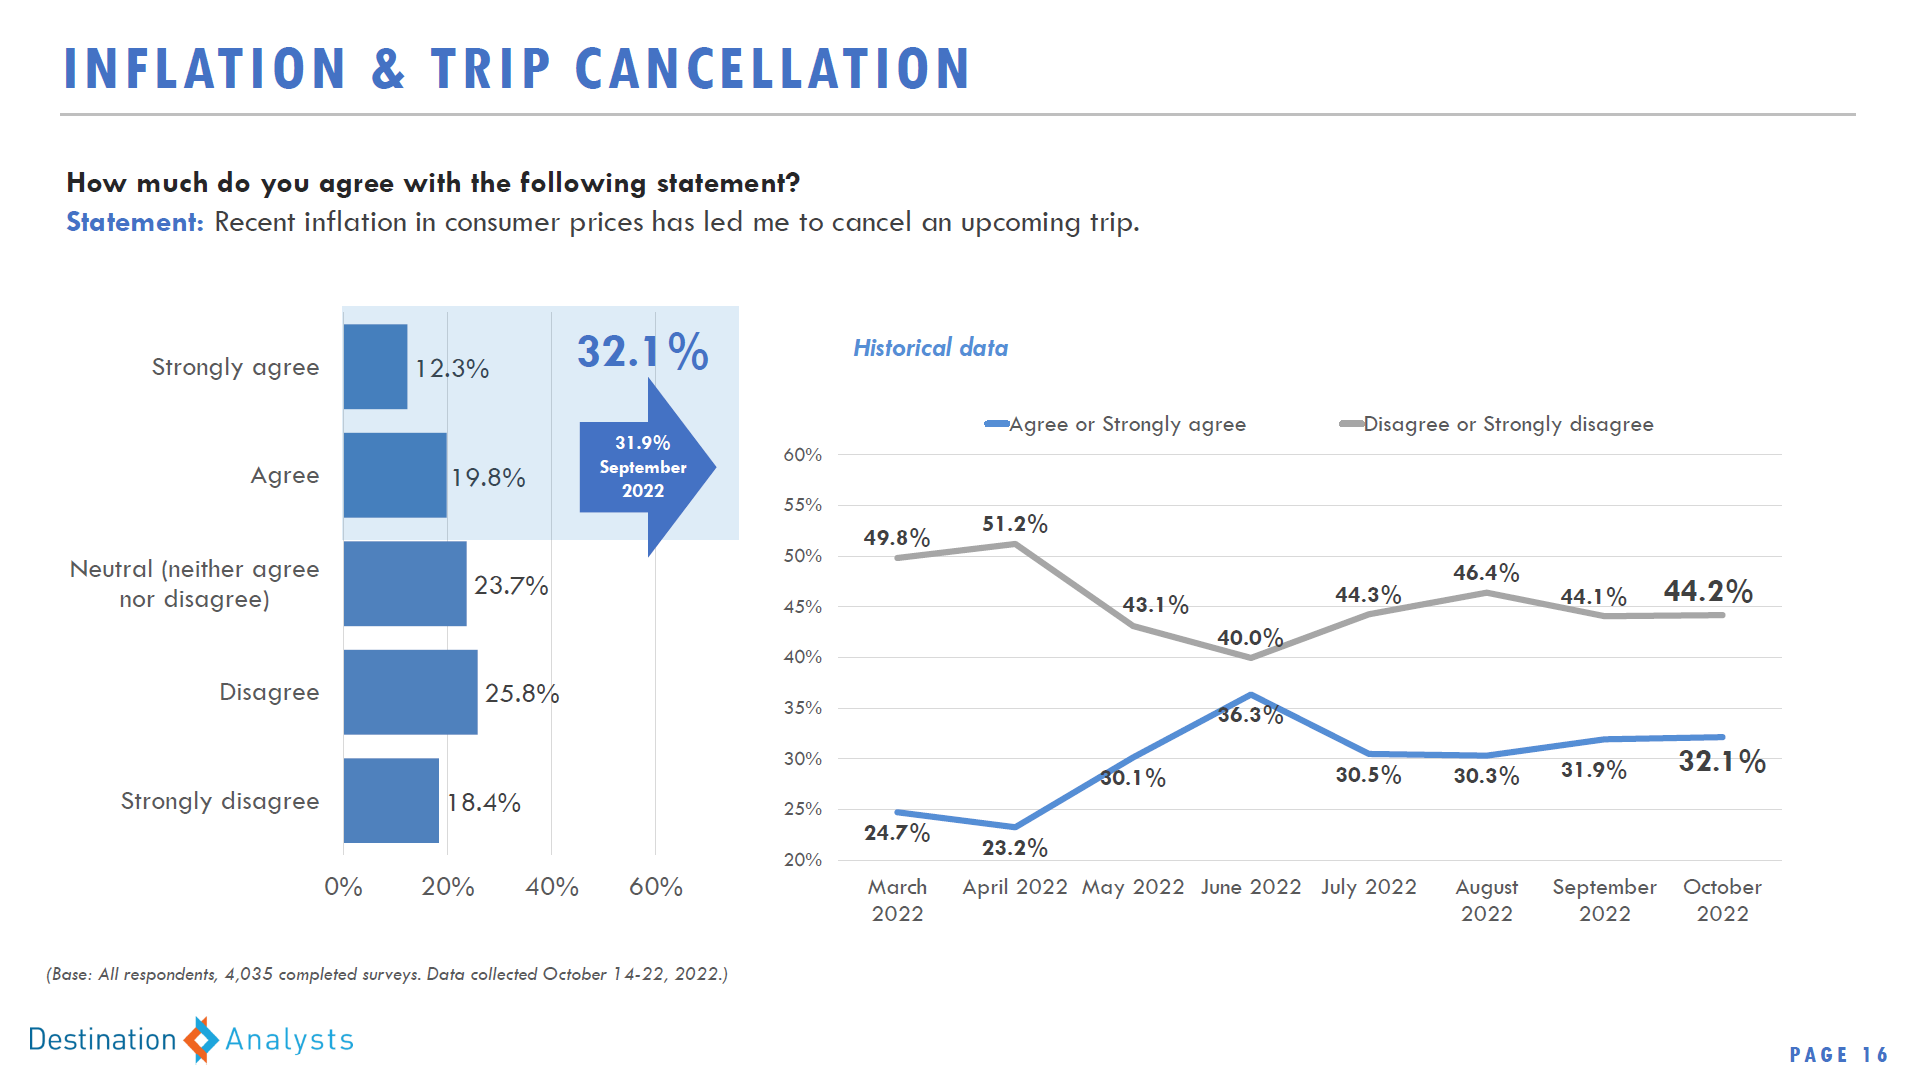 INFLATION & TRIP CANCELLATION
How much do you agree with the following statement?
Statement: Recent inflation in consumer prices has led me to cancel an upcoming trip.
Strongly agree
12.3%
Agree
19.8%
Neutral (neither agree
nor disagree)
23.7%
Disagree
25.8%
Strongly disagree
18.4%
0%
20%
40%
60%
32.1%
31.9%
September
2022
Historical data
Agree or Strongly agree
Disagree or Strongly disagree
60%
55%
50%
45%
40%
35%
30%
25%
20%
49.8%
51.2%
43.1%
40.0%
44.3%
46.4%
44.1%
44.2%
24.7%
23.2%
30.1%
36.3%
30.5%
30.3%
31.9%
32.1%
March
2022
April 2022
May 2022
June 2022
July 2022
August
2022
September
2022
October
2022
(Base: All respondents, 4,035 completed surveys. Data collected October 14-22, 2022.)
Destination Analysts
PAGE 16